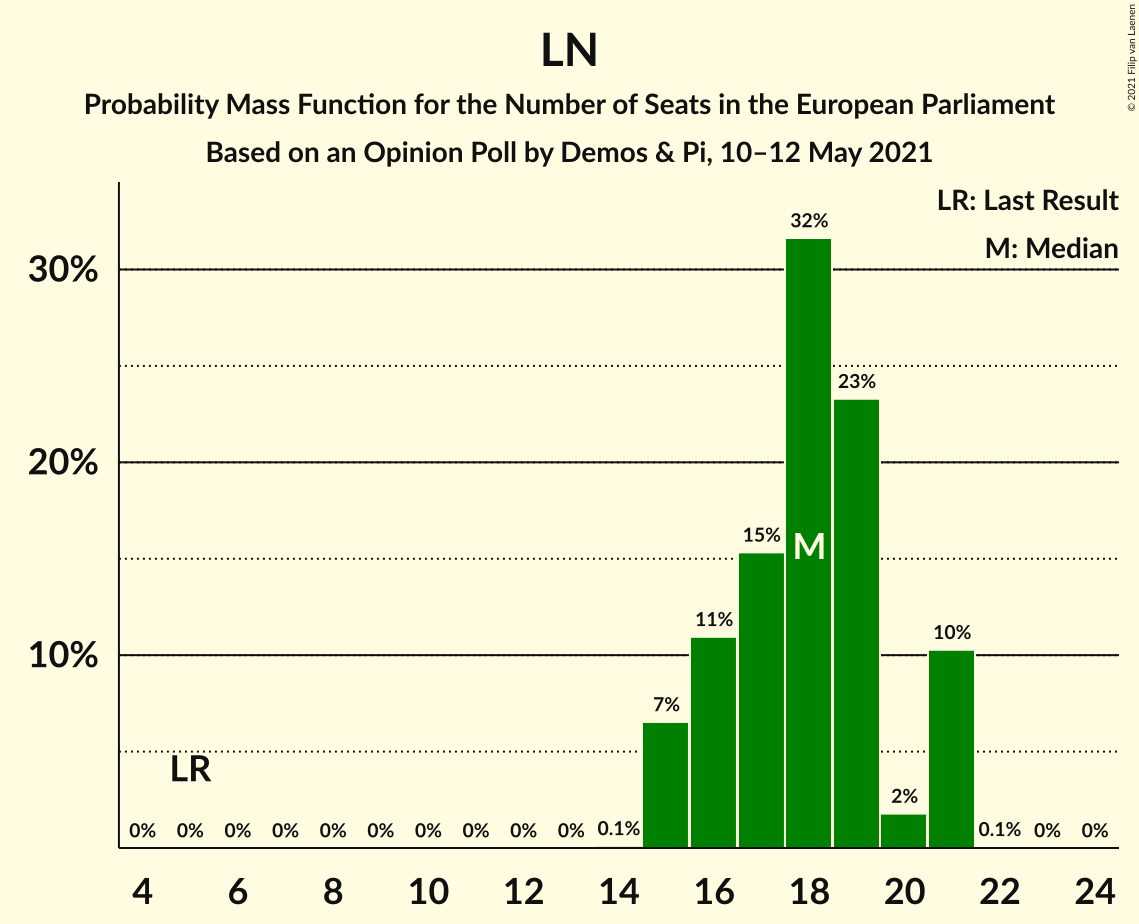 LN
Probability Mass Function for the Number of Seats in the European Parliament
Based on an Opinion Poll by Demos & Pi, 10–12 May 2021
© 2021 Filip van Laenen
LR: Last Result
M: Median
30%
20%
10%
0% 0% 0% 0% 0% 0% 0% 0% 0% 0% 0.1% 7% 11% 15% 32% 23% 2% 10% 0.1% 0% 0%
LR
M
4 6 8 10 12 14 16 18 20 22 24